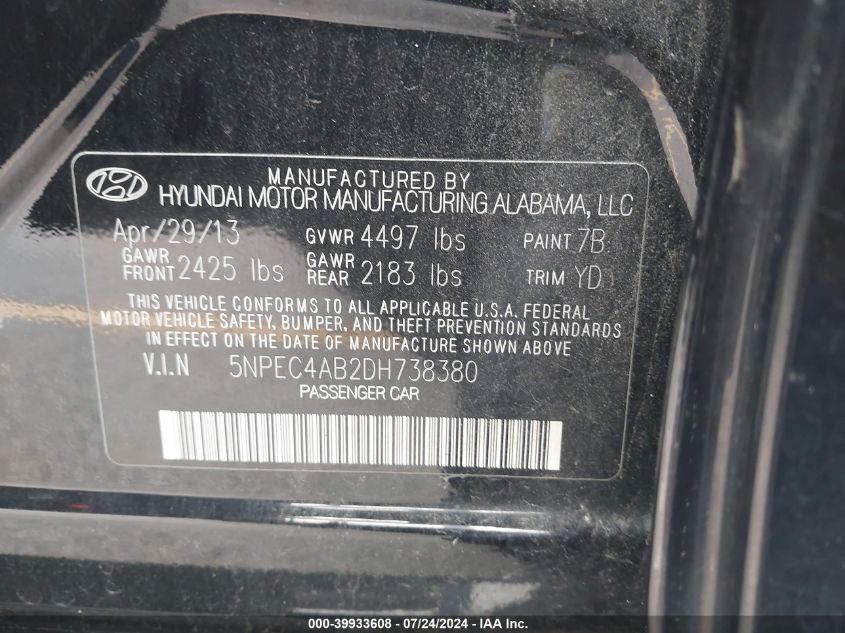 MANUFACTURED BY
HYUNDAI MOTOR MANUFACTURING ALABAMA, LLC
Apr/29/13 GVWR 4497 lbs PAINT 7B
GAWR FRONT 2425 lbs GAWR REAR 2183 lbs TRIM YD
THIS VEHICLE CONFORMS TO ALL APPLICABLE U.S.A. FEDERAL
MOTOR VEHICLE SAFETY, BUMPER, AND THEFT PREVENTION STANDARDS
IN EFFECT ON THE DATE OF MANUFACTURE SHOWN ABOVE
V.I.N 5NPEC4AB2DH738380
PASSENGER CAR
000-39933608 - 07/24/2024 - IAA, Inc.